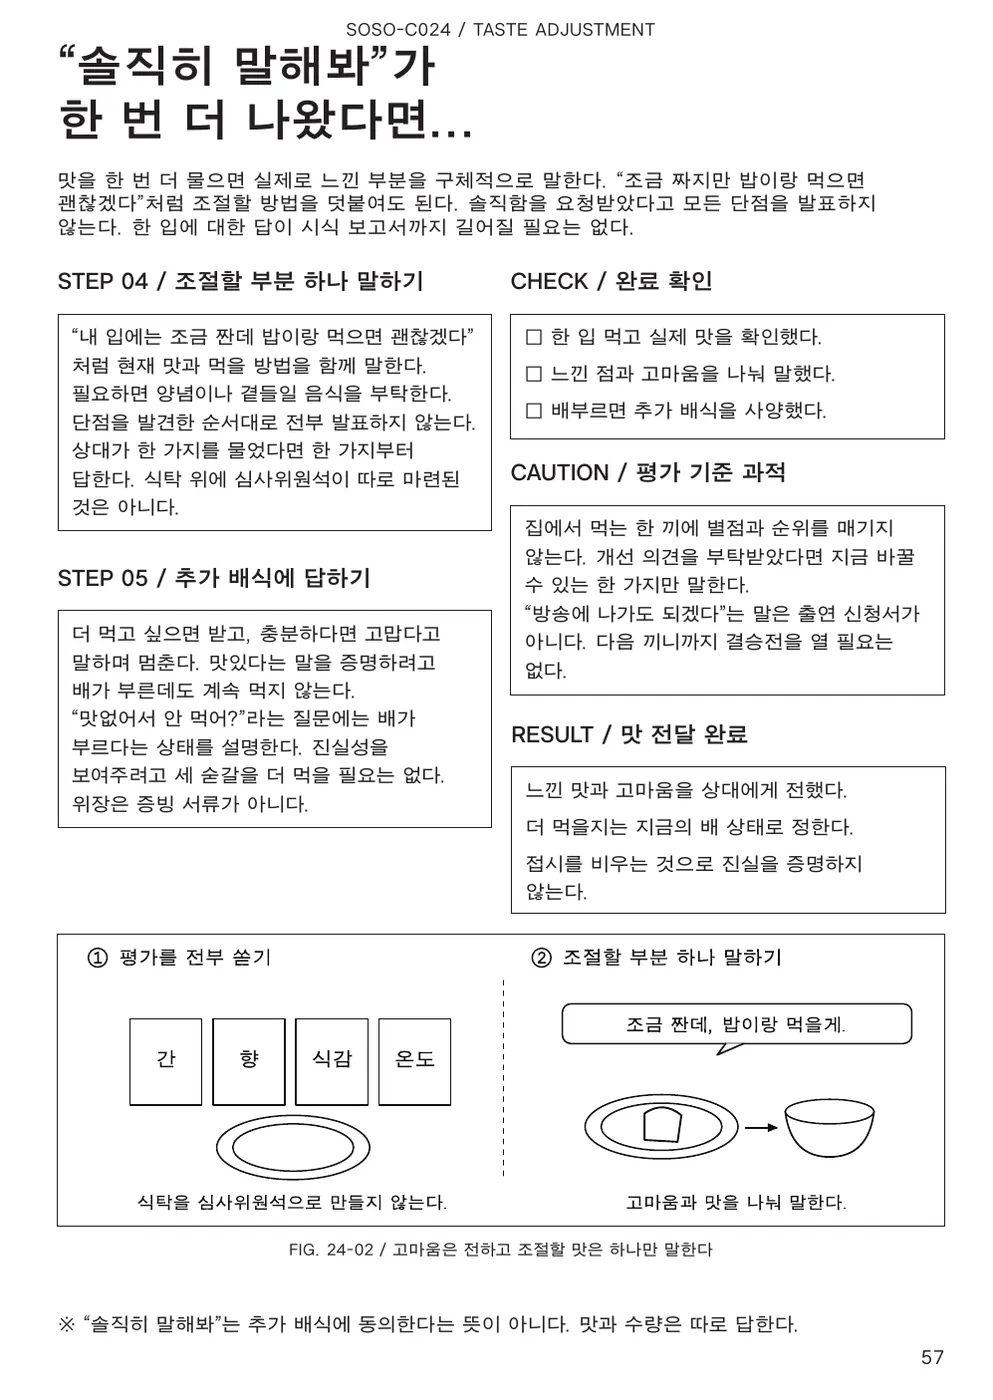 SOSO-C024 / TASTE ADJUSTMENT
“솔직히 말해봐”가
한 번 더 나왔다면...
맛을 한 번 더 물으면 실제로 느낀 부분을 구체적으로 말한다. “조금 짜지만 밥이랑 먹으면
괜찮겠다”처럼 조절할 방법을 덧붙여도 된다. 솔직함을 요청받았다고 모든 단점을 발표하지
않는다. 한 입에 대한 답이 시식 보고서까지 길어질 필요는 없다.
STEP 04 / 조절할 부분 하나 말하기
“내 입에는 조금 짠데 밥이랑 먹으면 괜찮겠다”
처럼 현재 맛과 먹을 방법을 함께 말한다.
필요하면 양념이나 곁들일 음식을 부탁한다.
단점을 발견한 순서대로 전부 발표하지 않는다.
상대가 한 가지를 물었다면 한 가지부터
답한다. 식탁 위에 심사위원석이 따로 마련된
것은 아니다.
STEP 05 / 추가 배식에 답하기
더 먹고 싶으면 받고, 충분하다면 고맙다고
말하며 멈춘다. 맛있다는 말을 증명하려고
배가 부른데도 계속 먹지 않는다.
“맛없어서 안 먹어?”라는 질문에는 배가
부르다는 상태를 설명한다. 진실성을
보여주려고 세 숟갈을 더 먹을 필요는 없다.
위장은 증빙 서류가 아니다.
CHECK / 완료 확인
□ 한 입 먹고 실제 맛을 확인했다.
□ 느낀 점과 고마움을 나눠 말했다.
□ 배부르면 추가 배식을 사양했다.
CAUTION / 평가 기준 과적
집에서 먹는 한 끼에 별점과 순위를 매기지
않는다. 개선 의견을 부탁받았다면 지금 바꿀
수 있는 한 가지만 말한다.
“방송에 나가도 되겠다”는 말은 출연 신청서가
아니다. 다음 끼니까지 결승전을 열 필요는
없다.
RESULT / 맛 전달 완료
느낀 맛과 고마움을 상대에게 전했다.
더 먹을지는 지금의 배 상태로 정한다.
접시를 비우는 것으로 진실을 증명하지
않는다.
① 평가를 전부 쏟기
간 향 식감 온도
식탁을 심사위원석으로 만들지 않는다.
② 조절할 부분 하나 말하기
조금 짠데, 밥이랑 먹을게.
고마움과 맛을 나눠 말한다.
FIG. 24-02 / 고마움은 전하고 조절할 맛은 하나만 말한다
※ “솔직히 말해봐”는 추가 배식에 동의한다는 뜻이 아니다. 맛과 수량은 따로 답한다.
57